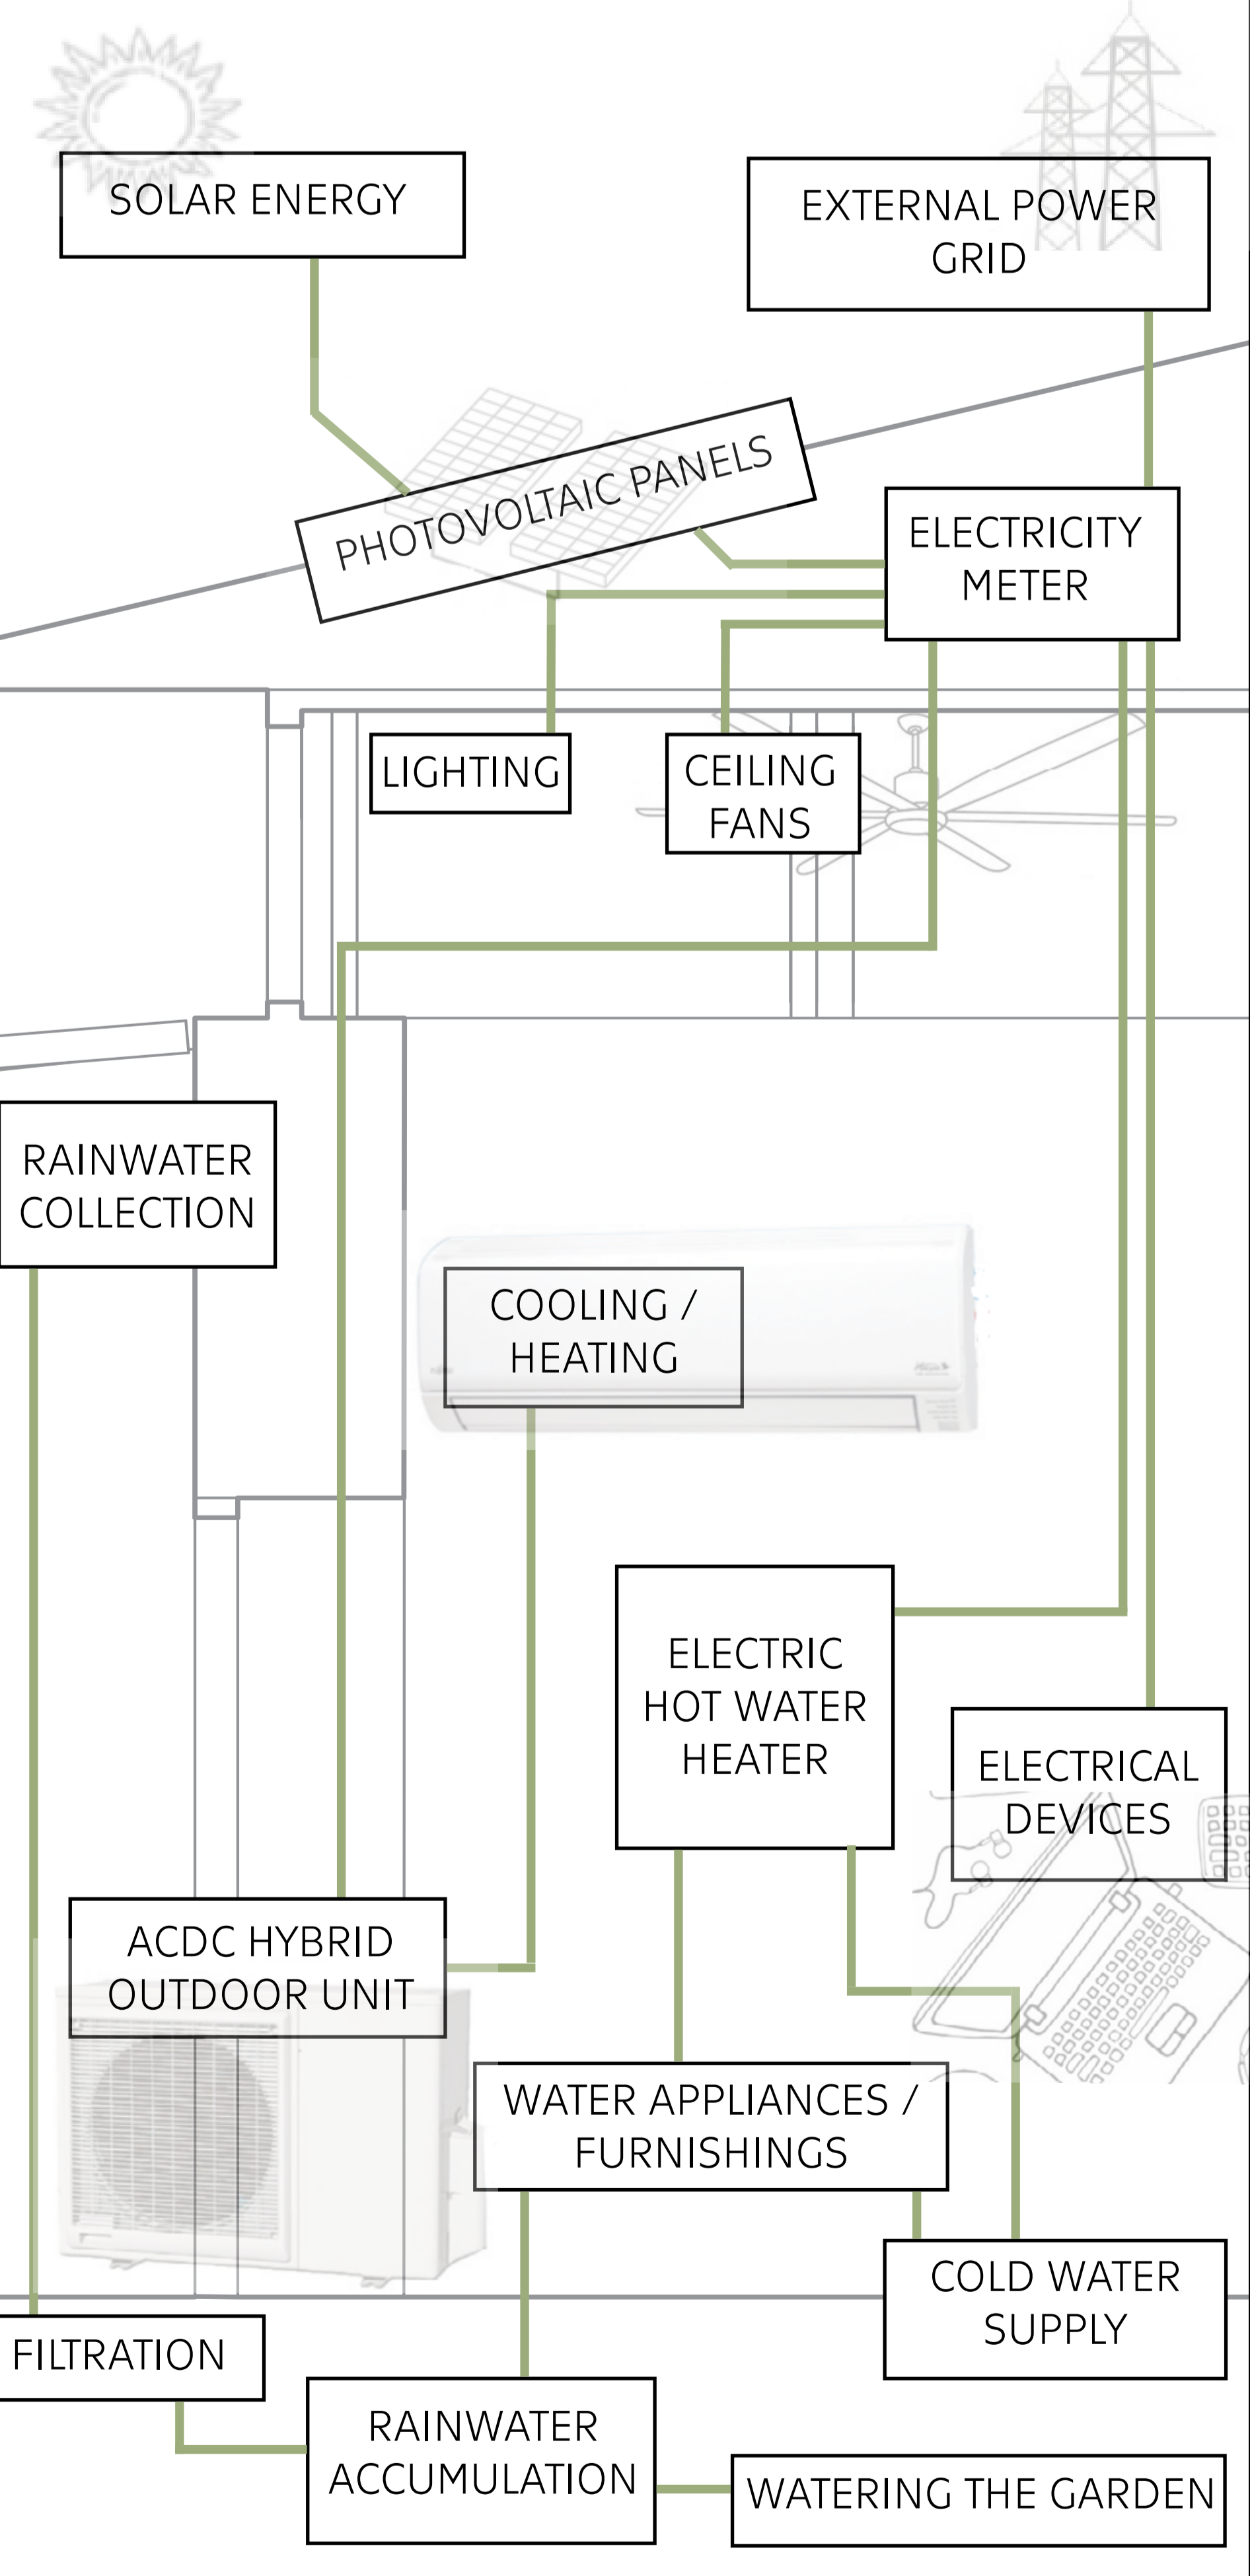 SOLAR ENERGY
EXTERNAL POWER
GRID
PHOTOVOLTAIC PANELS
ELECTRICITY
METER
LIGHTING
CEILING
FANS
RAINWATER
COLLECTION
COOLING /
HEATING
ELECTRIC
HOT WATER
HEATER
ELECTRICAL
DEVICES
ACDC HYBRID
OUTDOOR UNIT
WATER APPLIANCES /
FURNISHINGS
COLD WATER
SUPPLY
FILTRATION
RAINWATER
ACCUMULATION
WATERING THE GARDEN